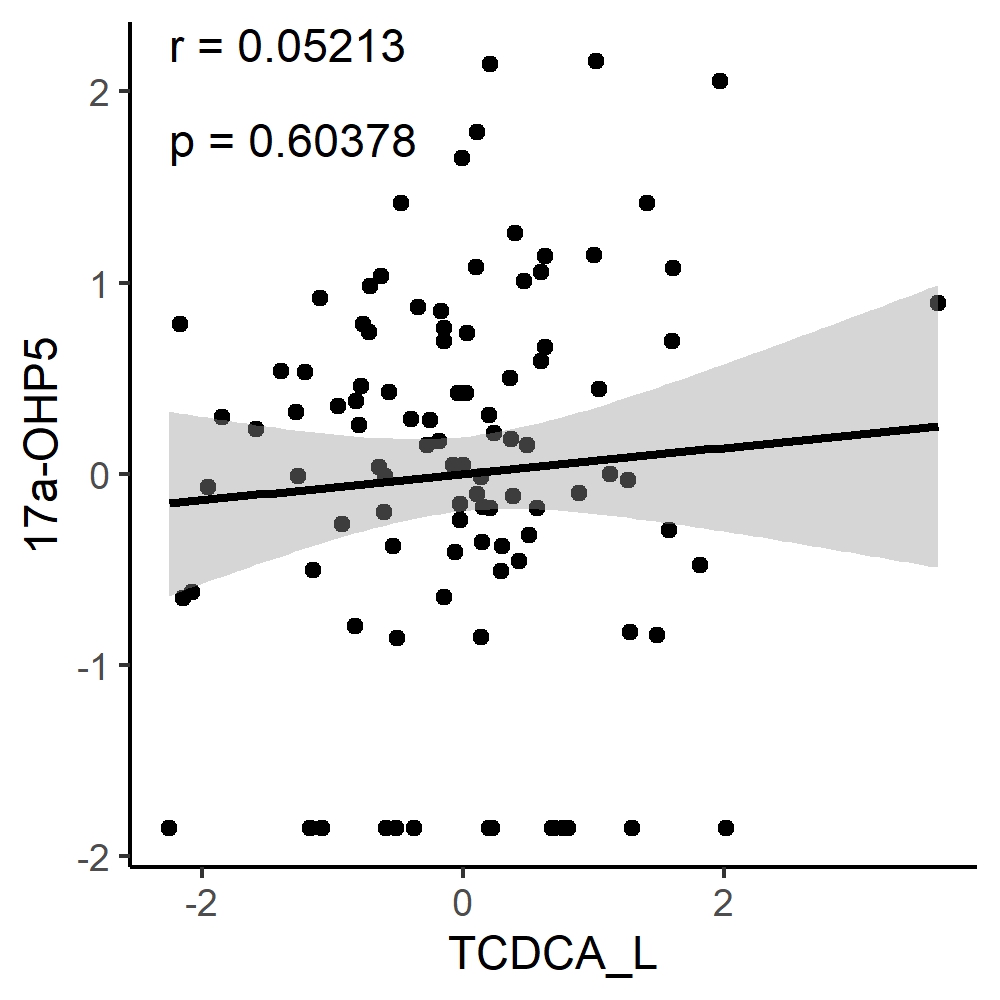 r = 0.05213
p = 0.60378
17a-OHP5
2
1
0
-1
-2
-2 0 2
TCDCA_L